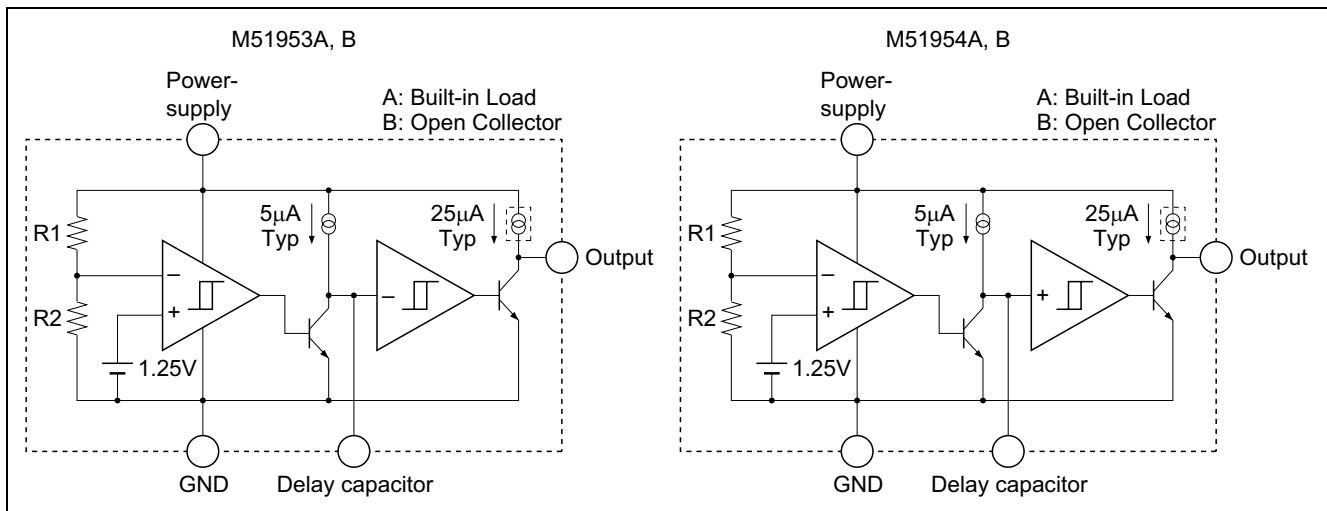 M51953A, B
Power-
supply
A: Built-in Load
B: Open Collector
5μA
Typ
25μA
Typ
R1
R2
−
+
−
1.25V
Output
GND
Delay capacitor
M51954A, B
Power-
supply
A: Built-in Load
B: Open Collector
5μA
Typ
25μA
Typ
R1
R2
−
+
+
1.25V
Output
GND
Delay capacitor